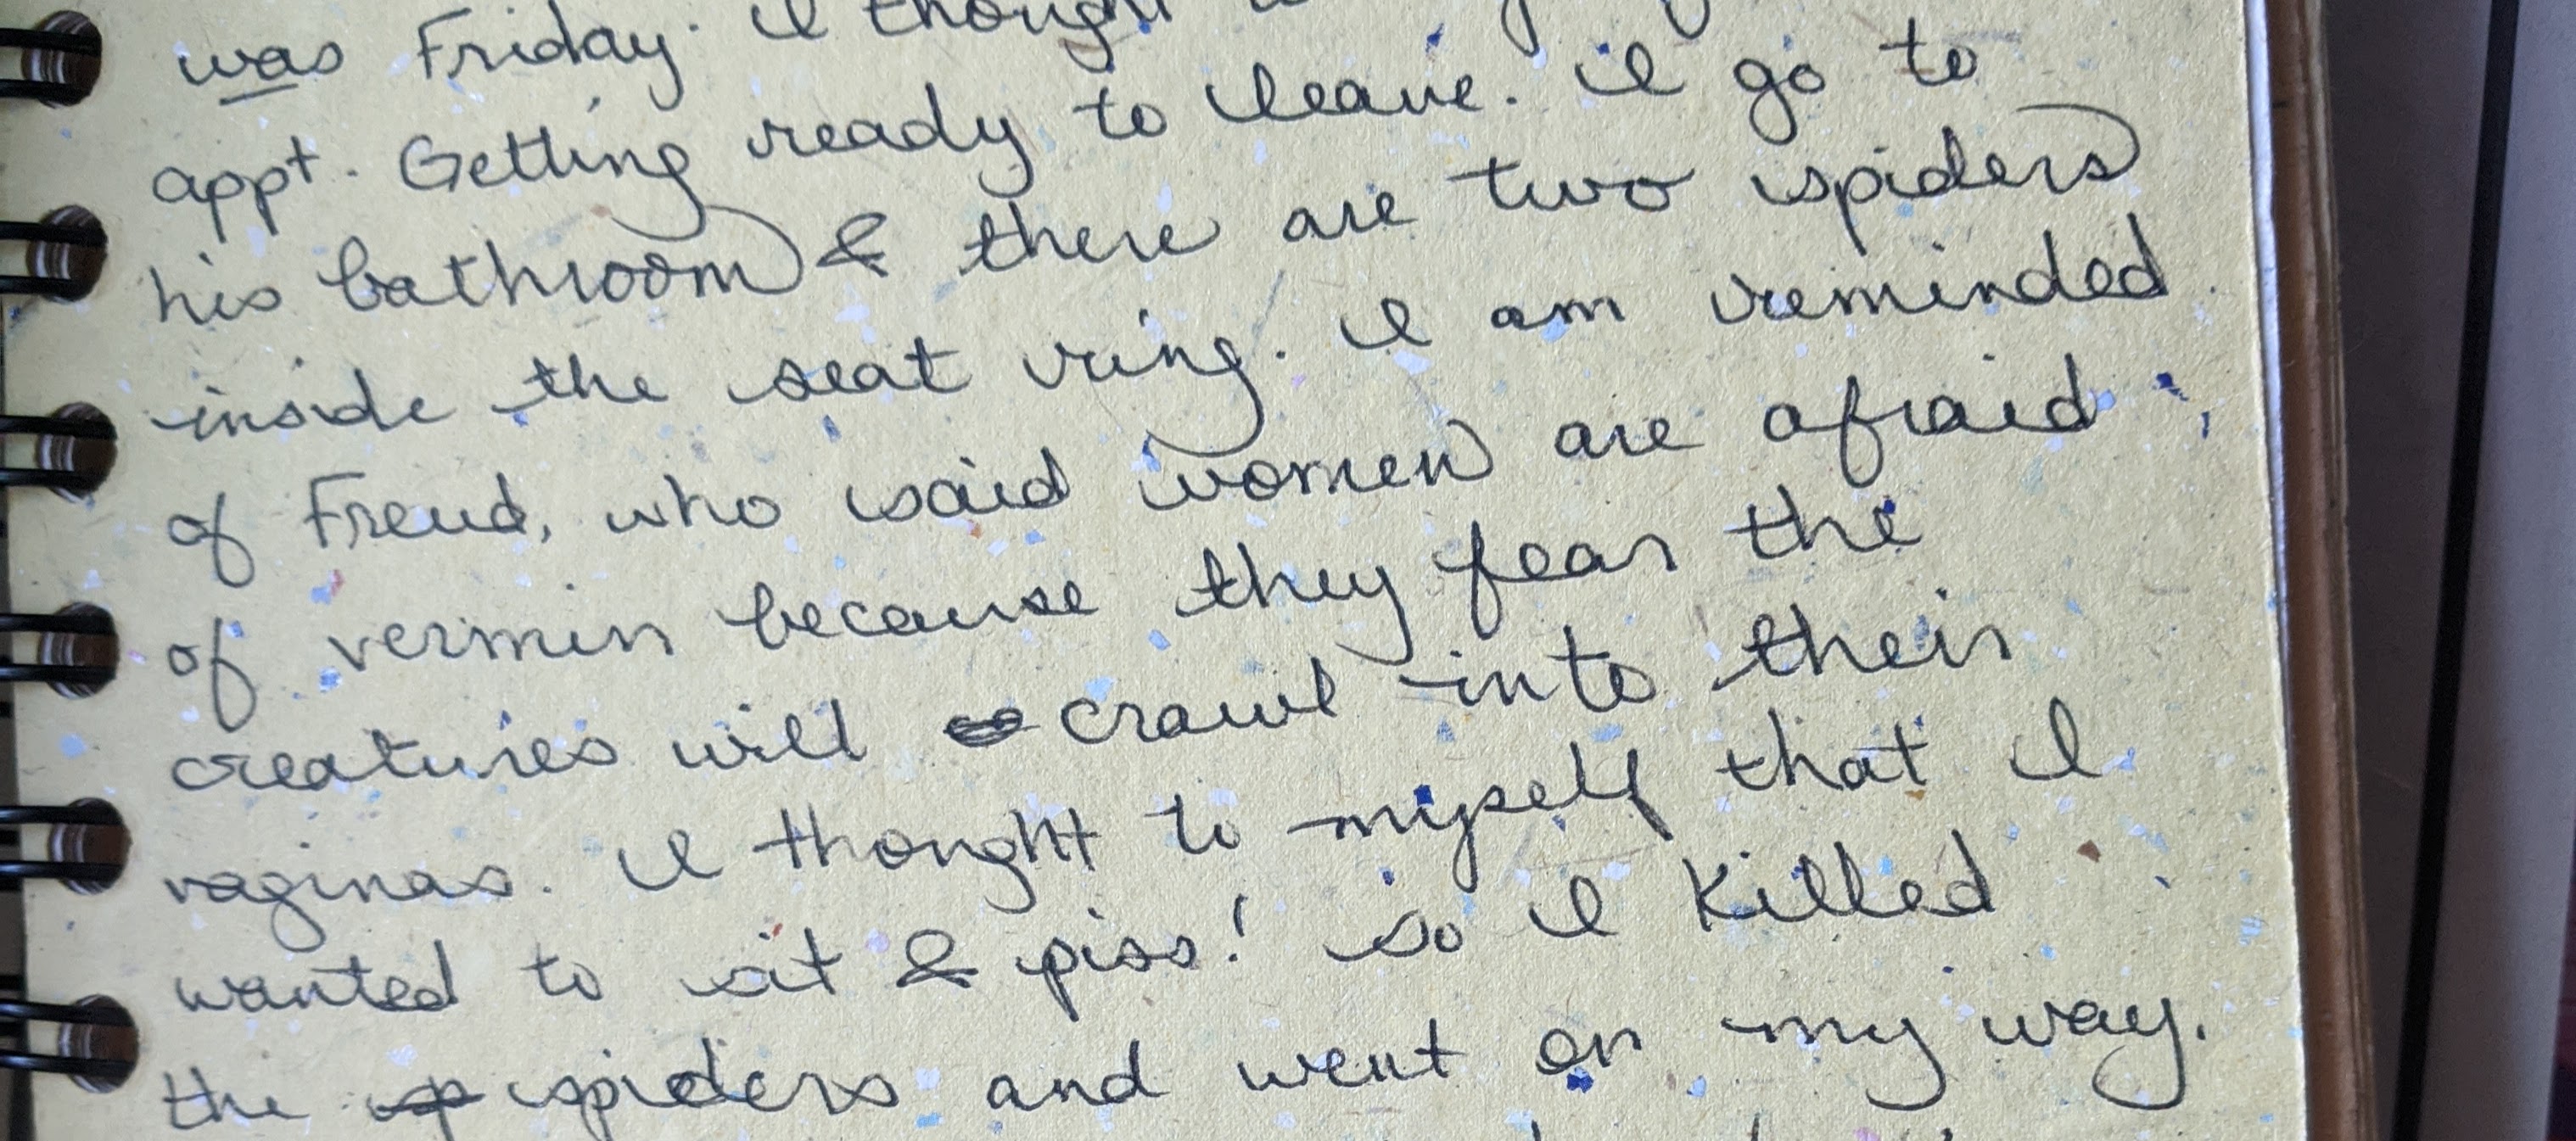 was Friday. I thought
appt. Getting ready to leave. I go to
his bathroom & there are two spiders
inside the seat ring. I am reminded
of Freud, who said women are afraid
of vermin because they fear the
creatures will crawl into their
vaginas. I thought to myself that I
wanted to sit & piss! So I killed
the sp spiders and went on my way.